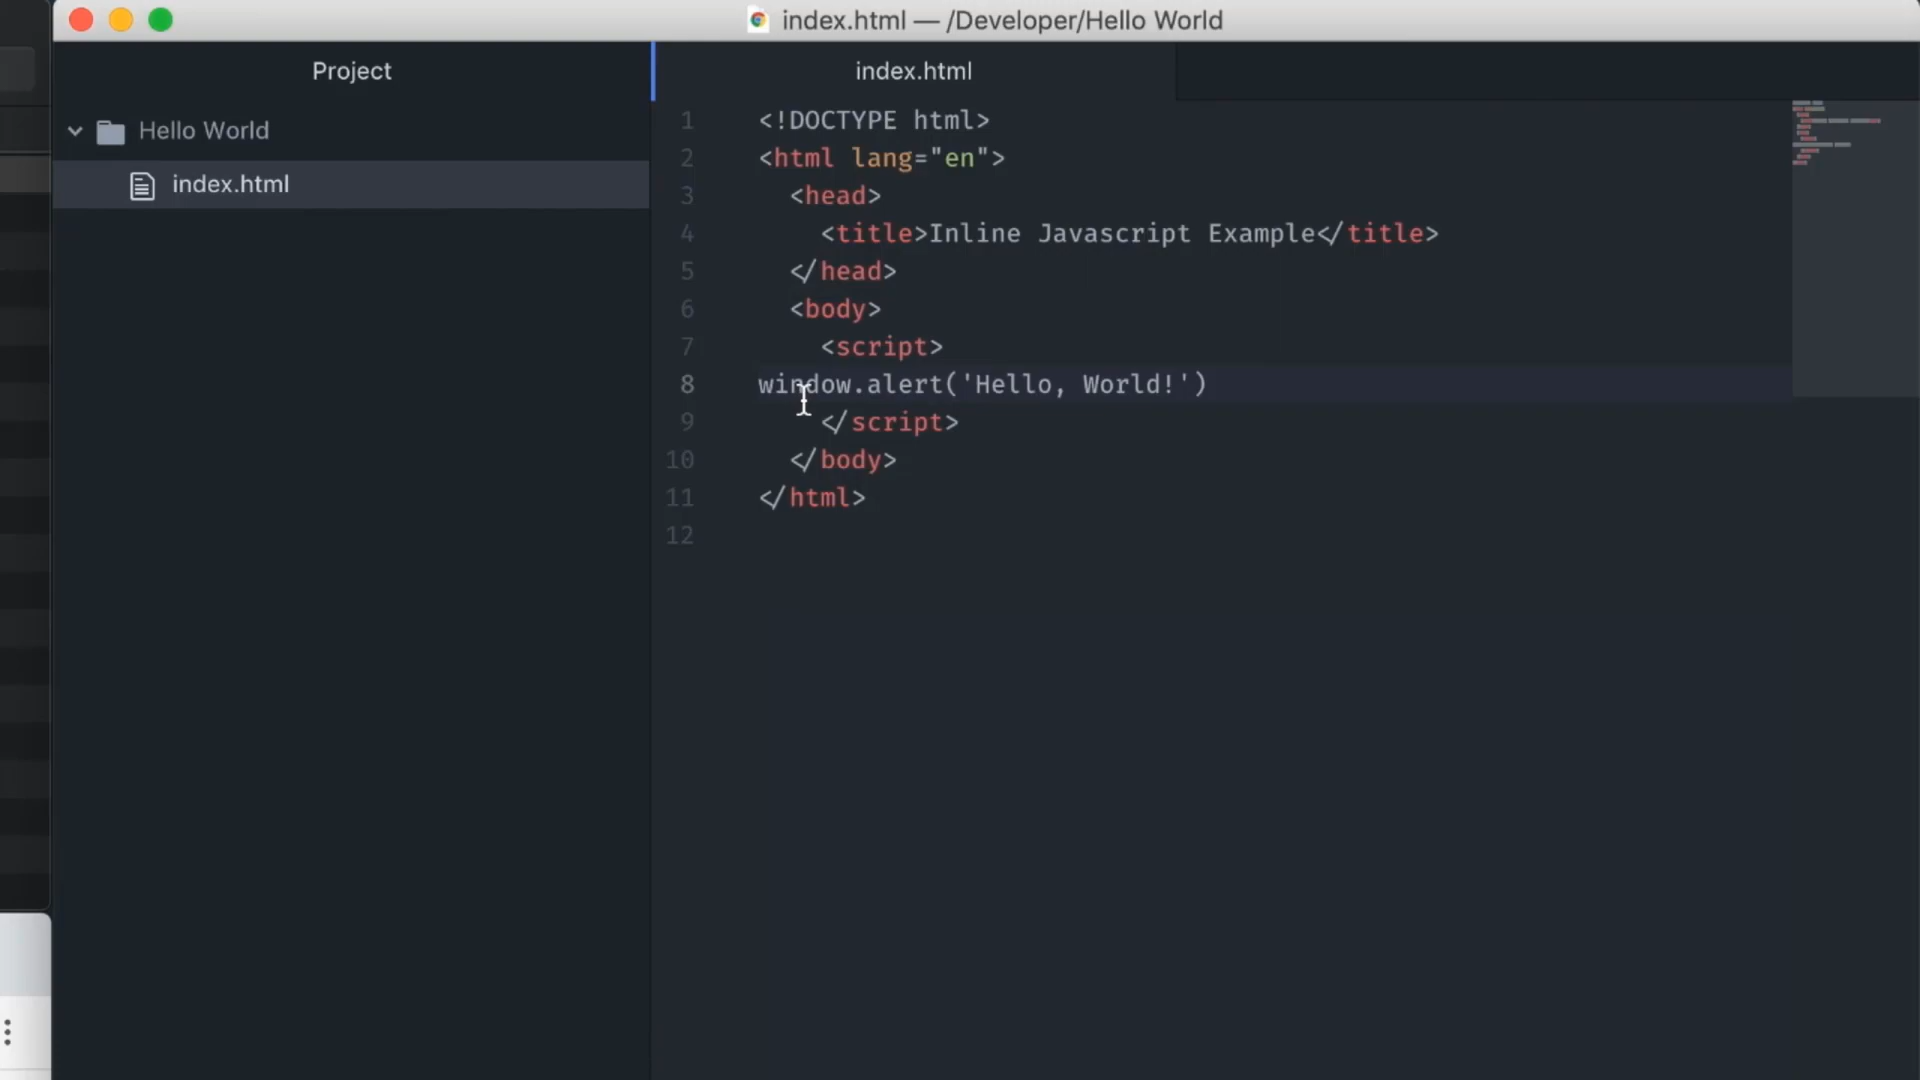 index.html — /Developer/Hello World
Project
Hello World
index.html
index.html
1 <!DOCTYPE html>
2 <html lang="en">
3   <head>
4     <title>Inline Javascript Example</title>
5   </head>
6   <body>
7     <script>
8 window.alert('Hello, World!')
9     </script>
10   </body>
11 </html>
12